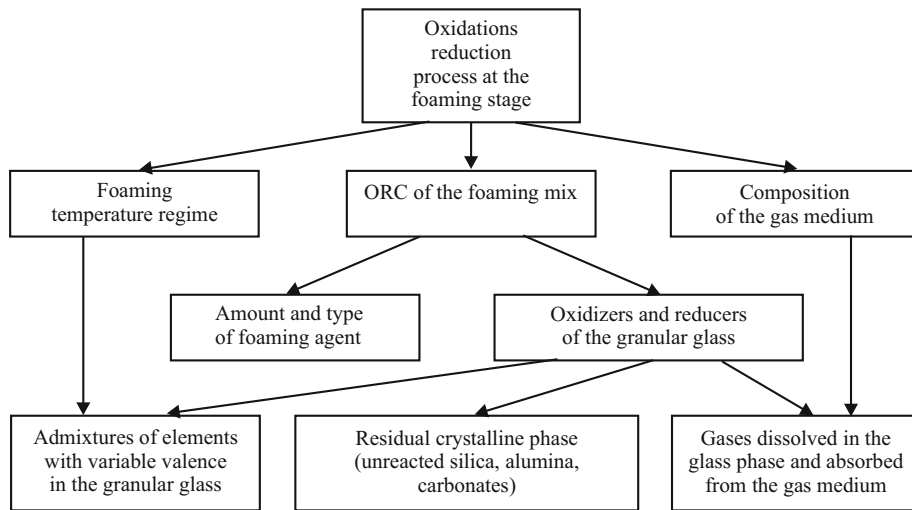 Oxidations
reduction
process at the
foaming stage
Foaming
temperature regime
ORC of the foaming mix
Composition
of the gas medium
Amount and type
of foaming agent
Oxidizers and reducers
of the granular glass
Admixtures of elements
with variable valence
in the granular glass
Residual crystalline phase
(unreacted silica, alumina,
carbonates)
Gases dissolved in the
glass phase and absorbed
from the gas medium